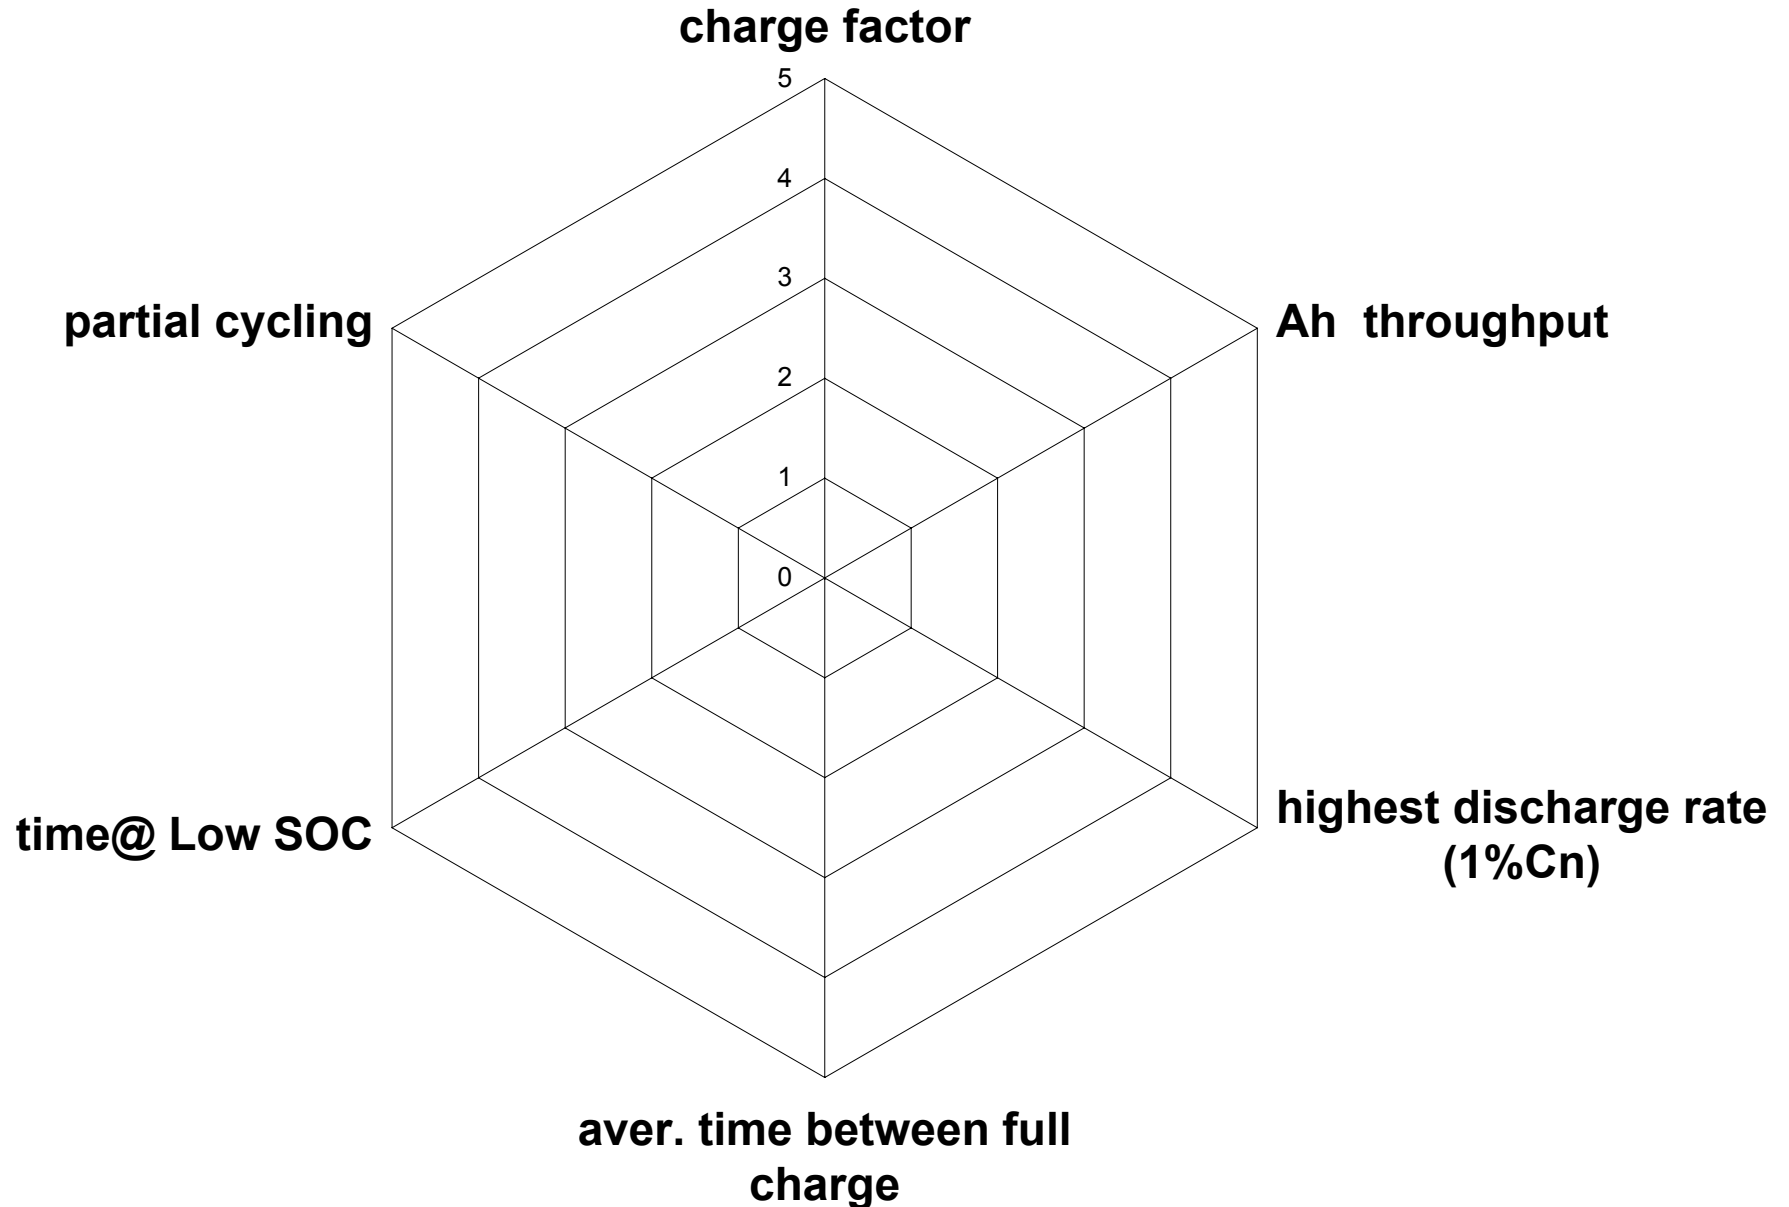 charge factor
5
4
3
partial cycling
Ah  throughput
2
1
0
time@ Low SOC
highest discharge rate
(1%Cn)
aver. time between full
charge